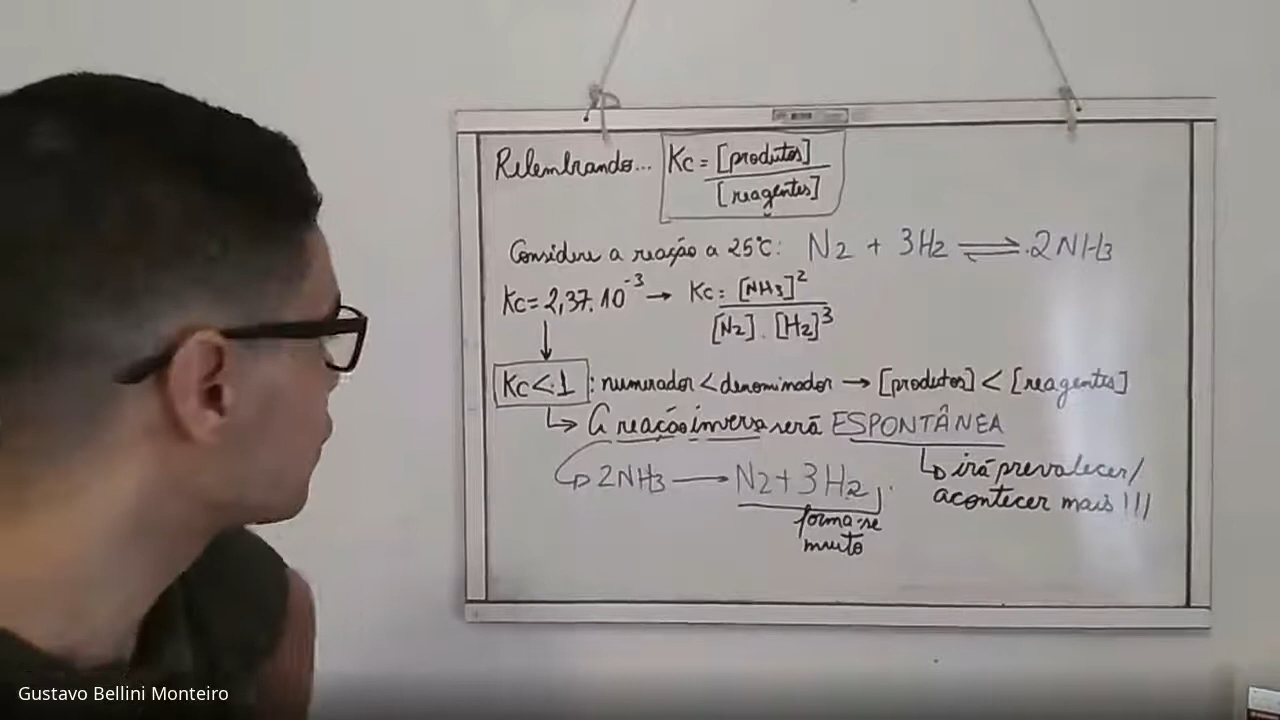 Relembrando... Kc = [produtos]
[reagentes]
Considere a reação a 25°C: N2 + 3H2 ⇌ 2NH3
Kc = 2,37.10⁻³ → Kc: [NH3]²
[N2] . [H2]³
Kc < 1 : numerador < denominador → [produtos] < [reagentes]
↳ A reação inversa será ESPONTÂNEA
↳ irá prevalecer/
acontecer mais!!!
↳ 2NH3 → N2 + 3H2
forma-se
muito
Gustavo Bellini Monteiro